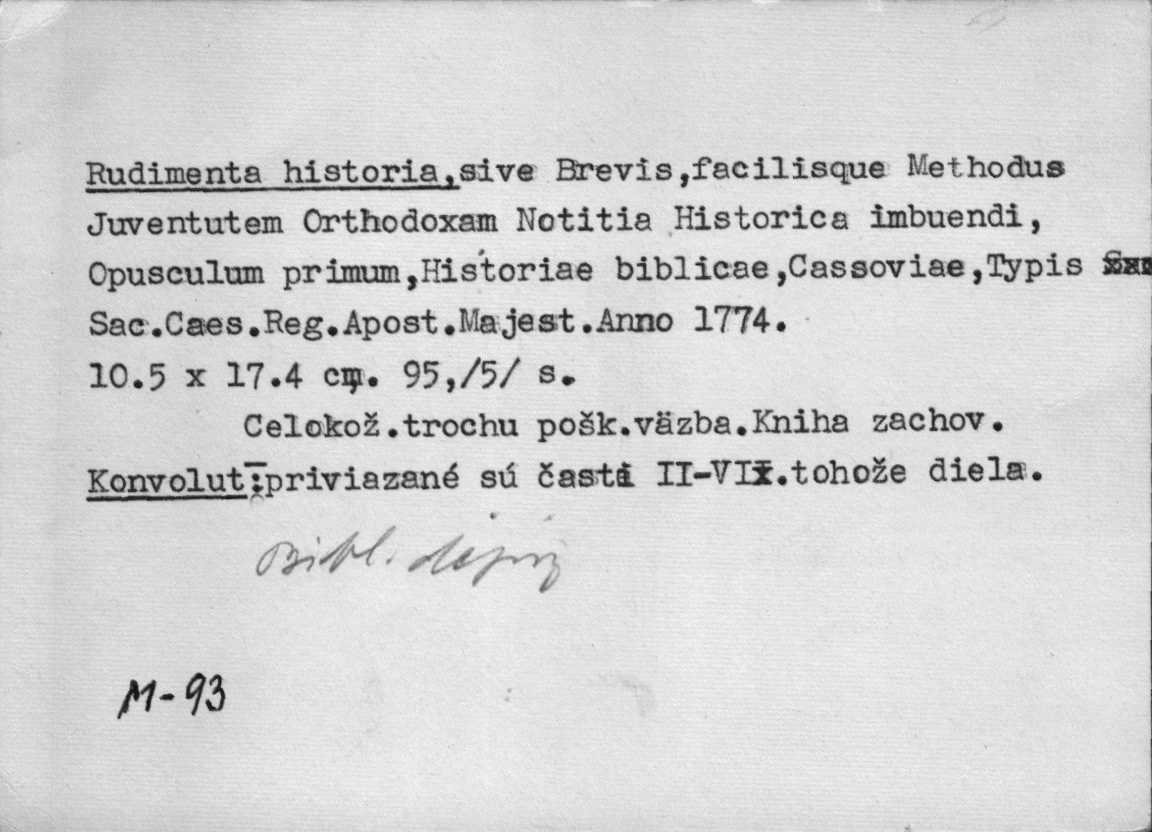 Rudimenta historia,sive Brevis,facilisque Methodus
Juventutem Orthodoxam Notitia Historica imbuendi,
Opusculum primum,Historiae biblicae,Cassoviae,Typis
Sac.Caes.Reg.Apost.Majest.Anno 1774.
10.5 x 17.4 cm. 95,/5/ s.
Celokož.trochu pošk.väzba.Kniha zachov.
Konvolut:priviazané sú časti II-VI.tohože diela.
Bibl. dejiny
M-93